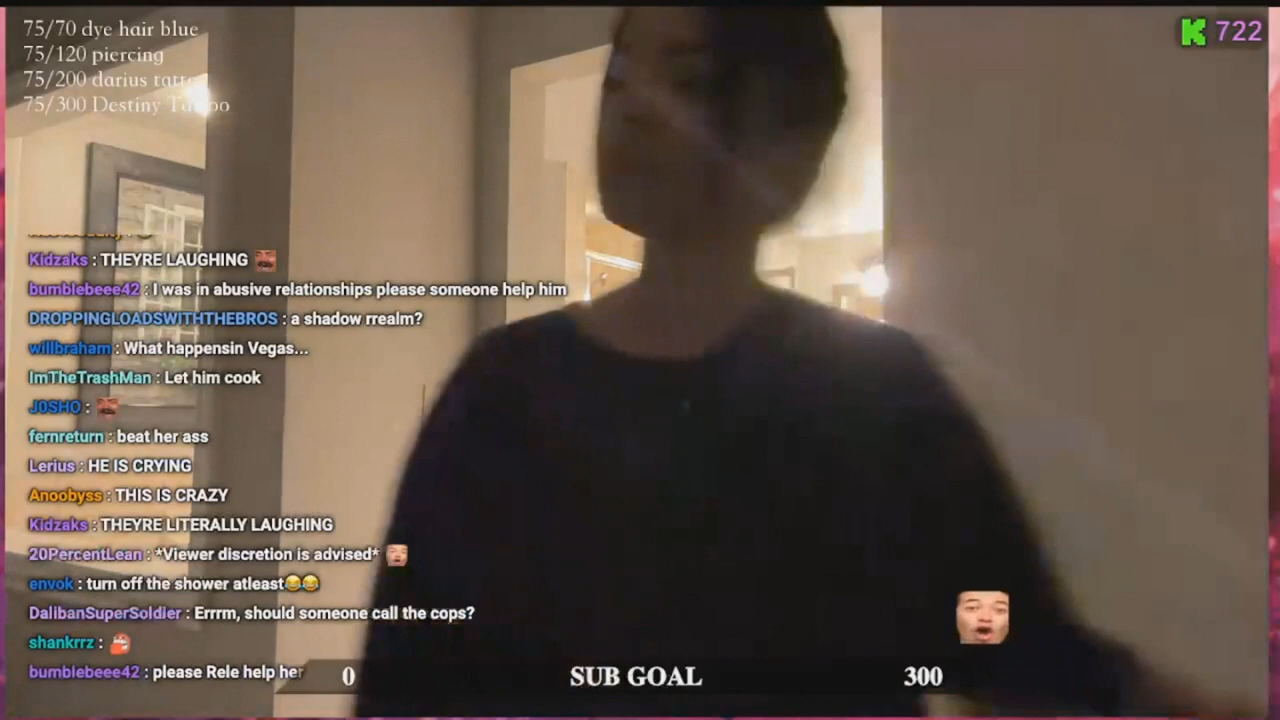 75/70 dye hair blue
75/120 piercing
75/200 darius
75/300 Destiny
K 722
Kidzaks : THEYRE LAUGHING
bumblebeee42 : I was in abusive relationships please someone help him
DROPPINGLOADSWITHTHEBROS : a shadow rrealm?
willbraham : What happensin Vegas...
ImTheTrashMan : Let him cook
J0SHO :
fernreturn : beat her ass
Lerius : HE IS CRYING
Anoobyss : THIS IS CRAZY
Kidzaks : THEYRE LITERALLY LAUGHING
20PercentLean : *Viewer discretion is advised*
envok : turn off the shower atleast😂😂
DalibanSuperSoldier : Errrm, should someone call the cops?
shankrrz :
bumblebeee42 : please Rele help her
0 SUB GOAL 300